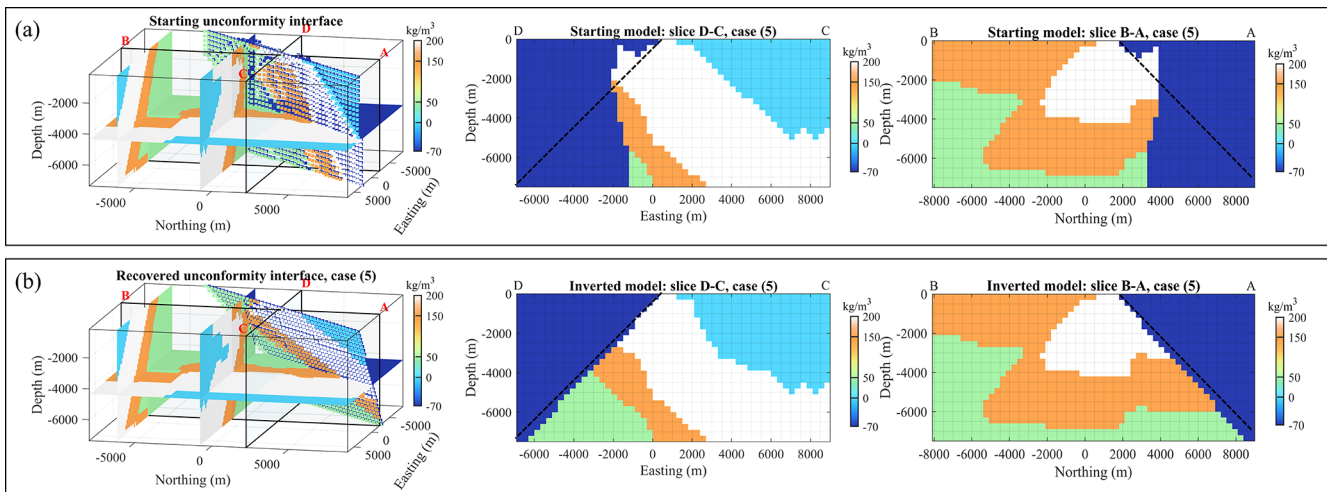 (a)
Starting unconformity interface
kg/m³
200
150
100
50
0
-70
B
D
A
C
Depth (m)
-2000
-4000
-6000
-5000
0
5000
Northing (m)
-5000
0
5000
Easting (m)
Starting model: slice D-C, case (5)
D
C
Depth (m)
0
-2000
-4000
-6000
-6000 -4000 -2000 0 2000 4000 6000 8000
Easting (m)
kg/m³
200
150
100
50
0
-70
Starting model: slice B-A, case (5)
B
A
Depth (m)
0
-2000
-4000
-6000
-8000 -6000 -4000 -2000 0 2000 4000 6000 8000
Northing (m)
kg/m³
200
150
100
50
0
-70
(b)
Recovered unconformity interface, case (5)
kg/m³
200
150
100
50
0
-70
B
D
A
C
Depth (m)
-2000
-4000
-6000
-5000
0
5000
Northing (m)
-5000
0
5000
Easting (m)
Inverted model: slice D-C, case (5)
D
C
Depth (m)
0
-2000
-4000
-6000
-6000 -4000 -2000 0 2000 4000 6000 8000
Easting (m)
kg/m³
200
150
100
50
0
-70
Inverted model: slice B-A, case (5)
B
A
Depth (m)
0
-2000
-4000
-6000
-8000 -6000 -4000 -2000 0 2000 4000 6000 8000
Northing (m)
kg/m³
200
150
100
50
0
-70